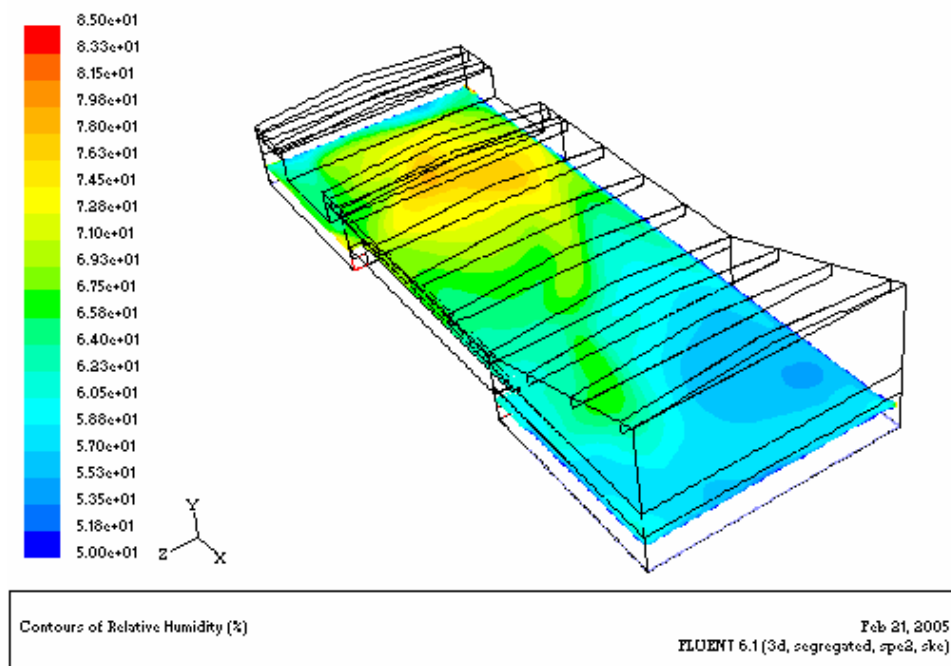 8.50e+01
8.33e+01
8.15e+01
7.98e+01
7.80e+01
7.63e+01
7.45e+01
7.28e+01
7.10e+01
6.93e+01
6.75e+01
6.58e+01
6.40e+01
6.23e+01
6.05e+01
5.88e+01
5.70e+01
5.53e+01
5.35e+01
5.18e+01
5.00e+01
Y
Z
X
Contours of Relative Humidity (%)
Feb 21, 2005
FLUENT 6.1 (3d, segregated, spe2, ske)